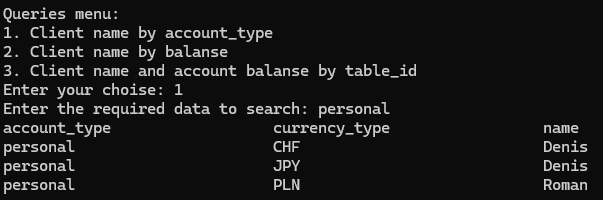 Queries menu:
1. Client name by account_type
2. Client name by balanse
3. Client name and account balanse by table_id
Enter your choise: 1
Enter the required data to search: personal
account_type currency_type name
personal CHF Denis
personal JPY Denis
personal PLN Roman